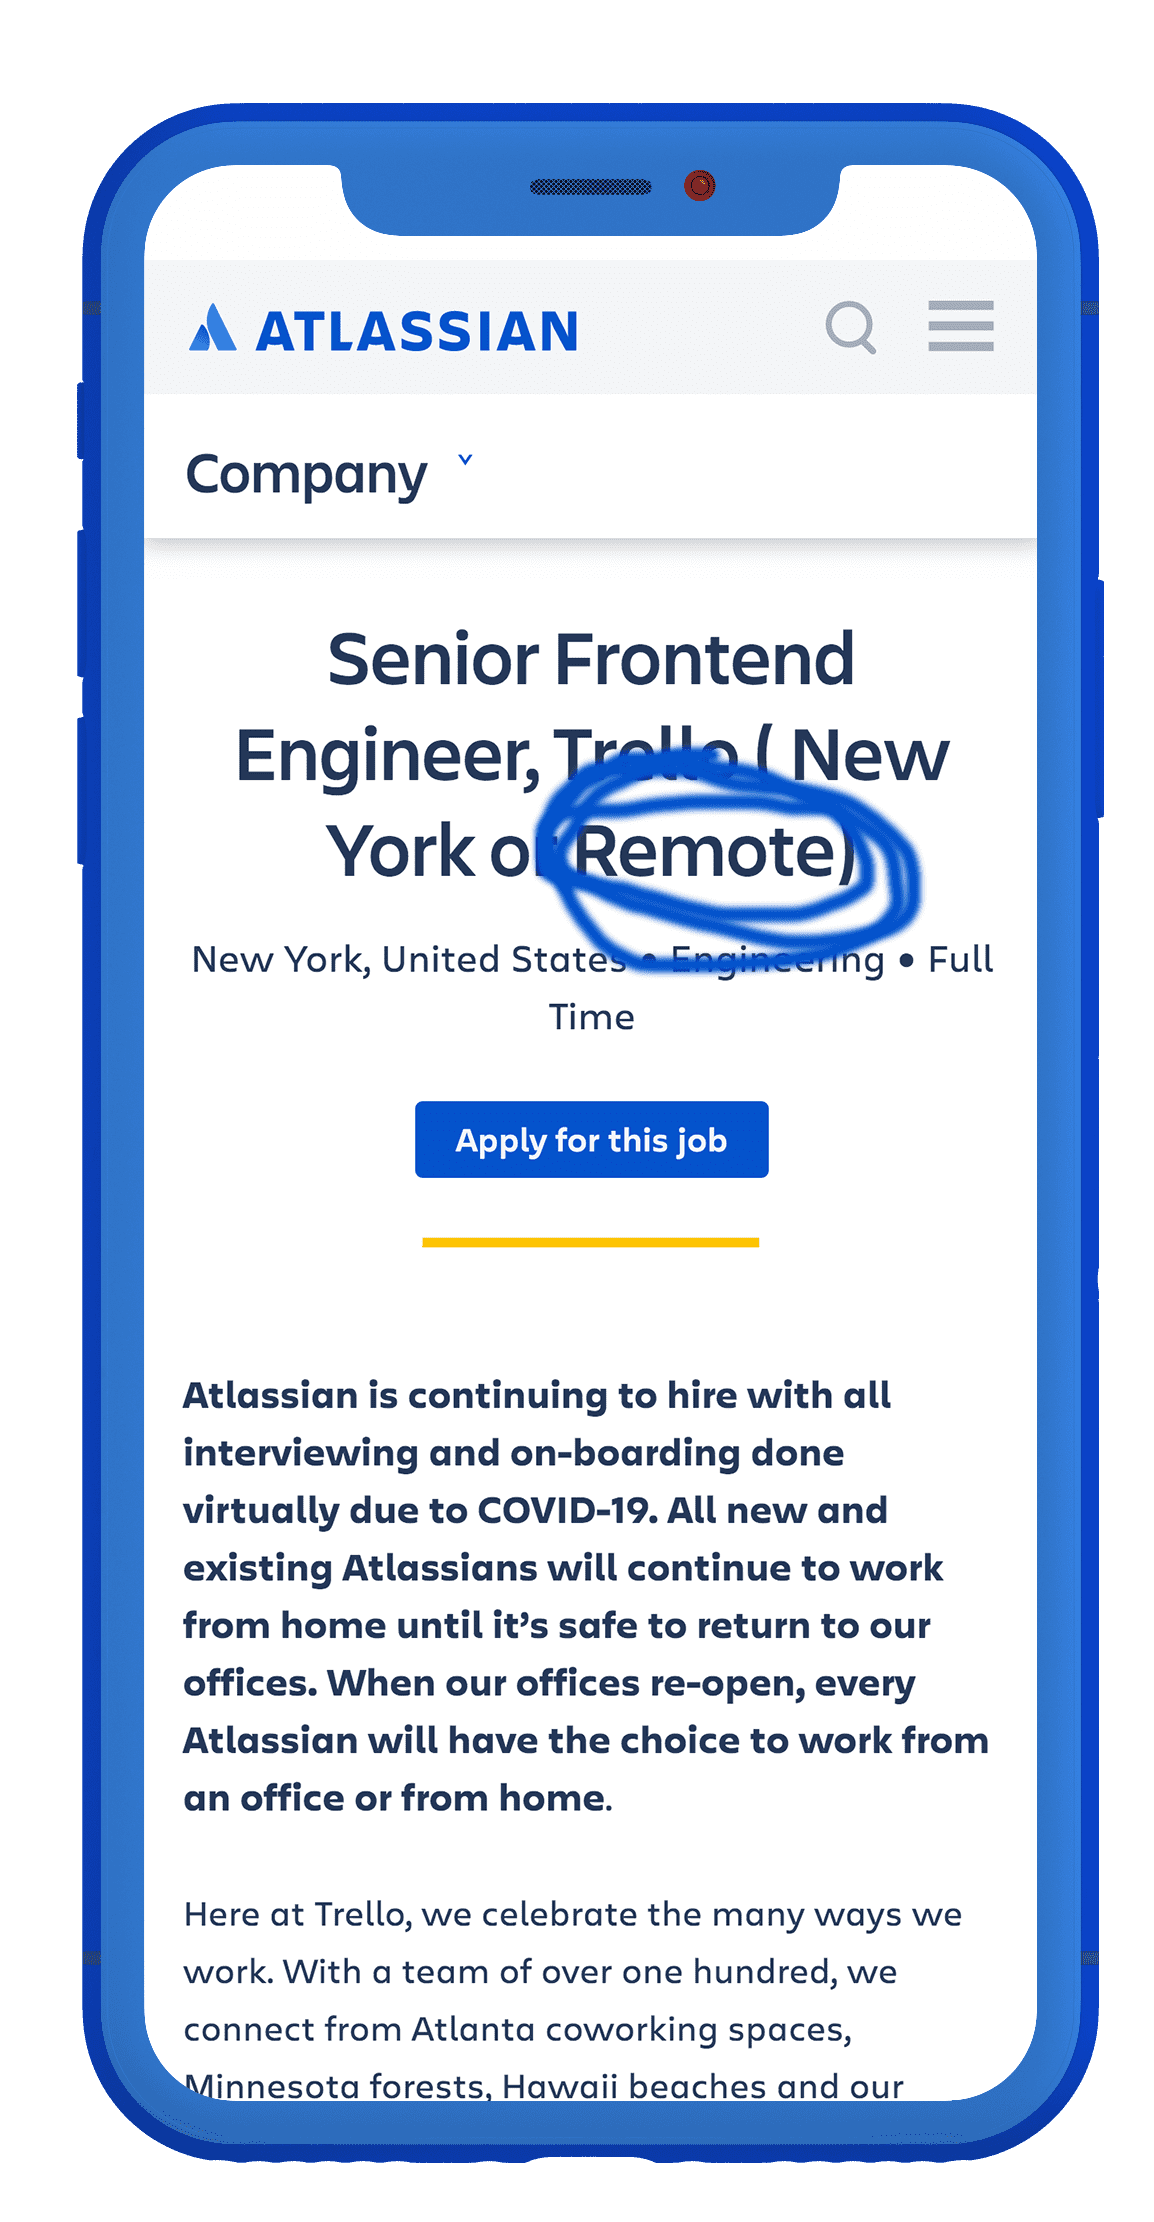 ATLASSIAN
Company
Senior Frontend
Engineer, Trello ( New
York or Remote)
New York, United States • Engineering • Full
Time
Apply for this job
Atlassian is continuing to hire with all
interviewing and on-boarding done
virtually due to COVID-19. All new and
existing Atlassians will continue to work
from home until it’s safe to return to our
offices. When our offices re-open, every
Atlassian will have the choice to work from
an office or from home.
Here at Trello, we celebrate the many ways we
work. With a team of over one hundred, we
connect from Atlanta coworking spaces,
Minnesota forests, Hawaii beaches and our